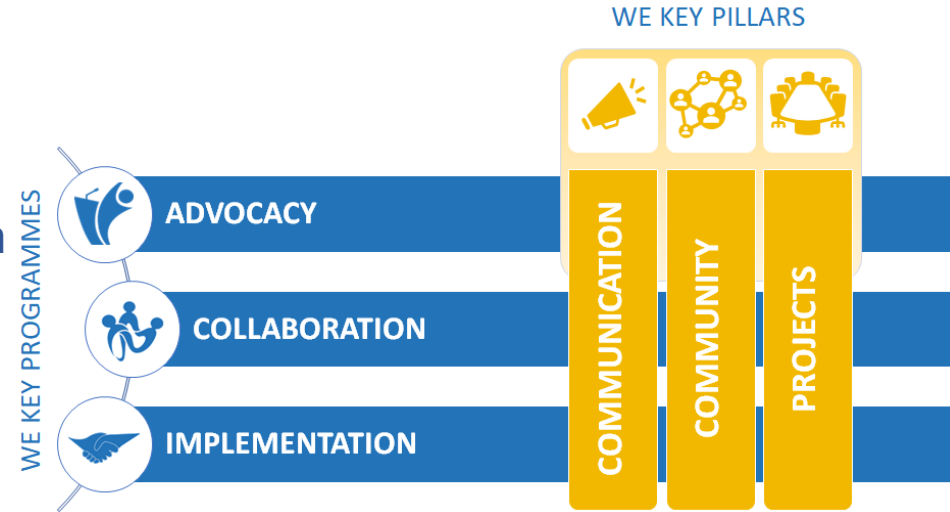 WE KEY PILLARS
WE KEY PROGRAMMES
ADVOCACY
COLLABORATION
IMPLEMENTATION
COMMUNICATION
COMMUNITY
PROJECTS